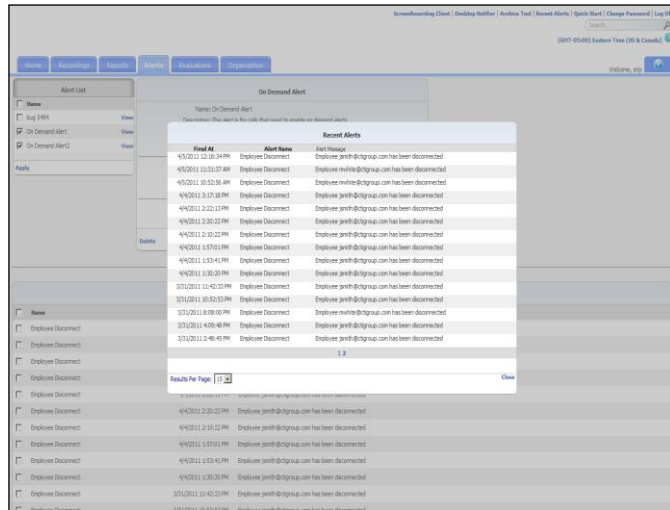 ScreenRecording Client | Desktop Notifier | Archive Tool | Recent Alerts | Quick Start | Change Password | Log Off
Search...
(GMT-05:00) Eastern Time (US & Canada)
Home Recordings Reports Alerts Evaluations Organization
Welcome, arp
Alert List
Name
bug 5484 View
On Demand Alert View
On Demand Alert2 View
Apply
On Demand Alert
Name: On Demand Alert
Description: This alert is for calls that need to enable on demand alerts
Delete
Recent Alerts
Fired At Alert Name Alert Message
4/5/2011 12:16:34 PM Employee Disconnect Employee jsmith@ctigroup.com has been disconnected
4/5/2011 11:31:37 AM Employee Disconnect Employee mwhite@ctigroup.com has been disconnected
4/5/2011 10:52:56 AM Employee Disconnect Employee mwhite@ctigroup.com has been disconnected
4/4/2011 3:17:18 PM Employee Disconnect Employee jsmith@ctigroup.com has been disconnected
4/4/2011 2:22:13 PM Employee Disconnect Employee jsmith@ctigroup.com has been disconnected
4/4/2011 2:20:22 PM Employee Disconnect Employee jsmith@ctigroup.com has been disconnected
4/4/2011 2:10:22 PM Employee Disconnect Employee jsmith@ctigroup.com has been disconnected
4/4/2011 1:57:01 PM Employee Disconnect Employee jsmith@ctigroup.com has been disconnected
4/4/2011 1:53:41 PM Employee Disconnect Employee jsmith@ctigroup.com has been disconnected
4/4/2011 1:30:20 PM Employee Disconnect Employee jsmith@ctigroup.com has been disconnected
3/31/2011 11:42:33 PM Employee Disconnect Employee jsmith@ctigroup.com has been disconnected
3/31/2011 10:52:53 PM Employee Disconnect Employee jsmith@ctigroup.com has been disconnected
3/31/2011 8:08:00 PM Employee Disconnect Employee mwhite@ctigroup.com has been disconnected
3/31/2011 4:09:48 PM Employee Disconnect Employee jsmith@ctigroup.com has been disconnected
3/31/2011 2:48:45 PM Employee Disconnect Employee jsmith@ctigroup.com has been disconnected
1 2
Results Per Page: 15
Close
Name
Employee Disconnect
Employee Disconnect
Employee Disconnect
Employee Disconnect
Employee Disconnect
Employee Disconnect 4/4/2011 2:20:22 PM Employee jsmith@ctigroup.com has been disconnected
Employee Disconnect 4/4/2011 2:10:22 PM Employee jsmith@ctigroup.com has been disconnected
Employee Disconnect 4/4/2011 1:57:01 PM Employee jsmith@ctigroup.com has been disconnected
Employee Disconnect 4/4/2011 1:53:41 PM Employee jsmith@ctigroup.com has been disconnected
Employee Disconnect 4/4/2011 1:30:20 PM Employee jsmith@ctigroup.com has been disconnected
Employee Disconnect 3/31/2011 11:42:33 PM Employee jsmith@ctigroup.com has been disconnected